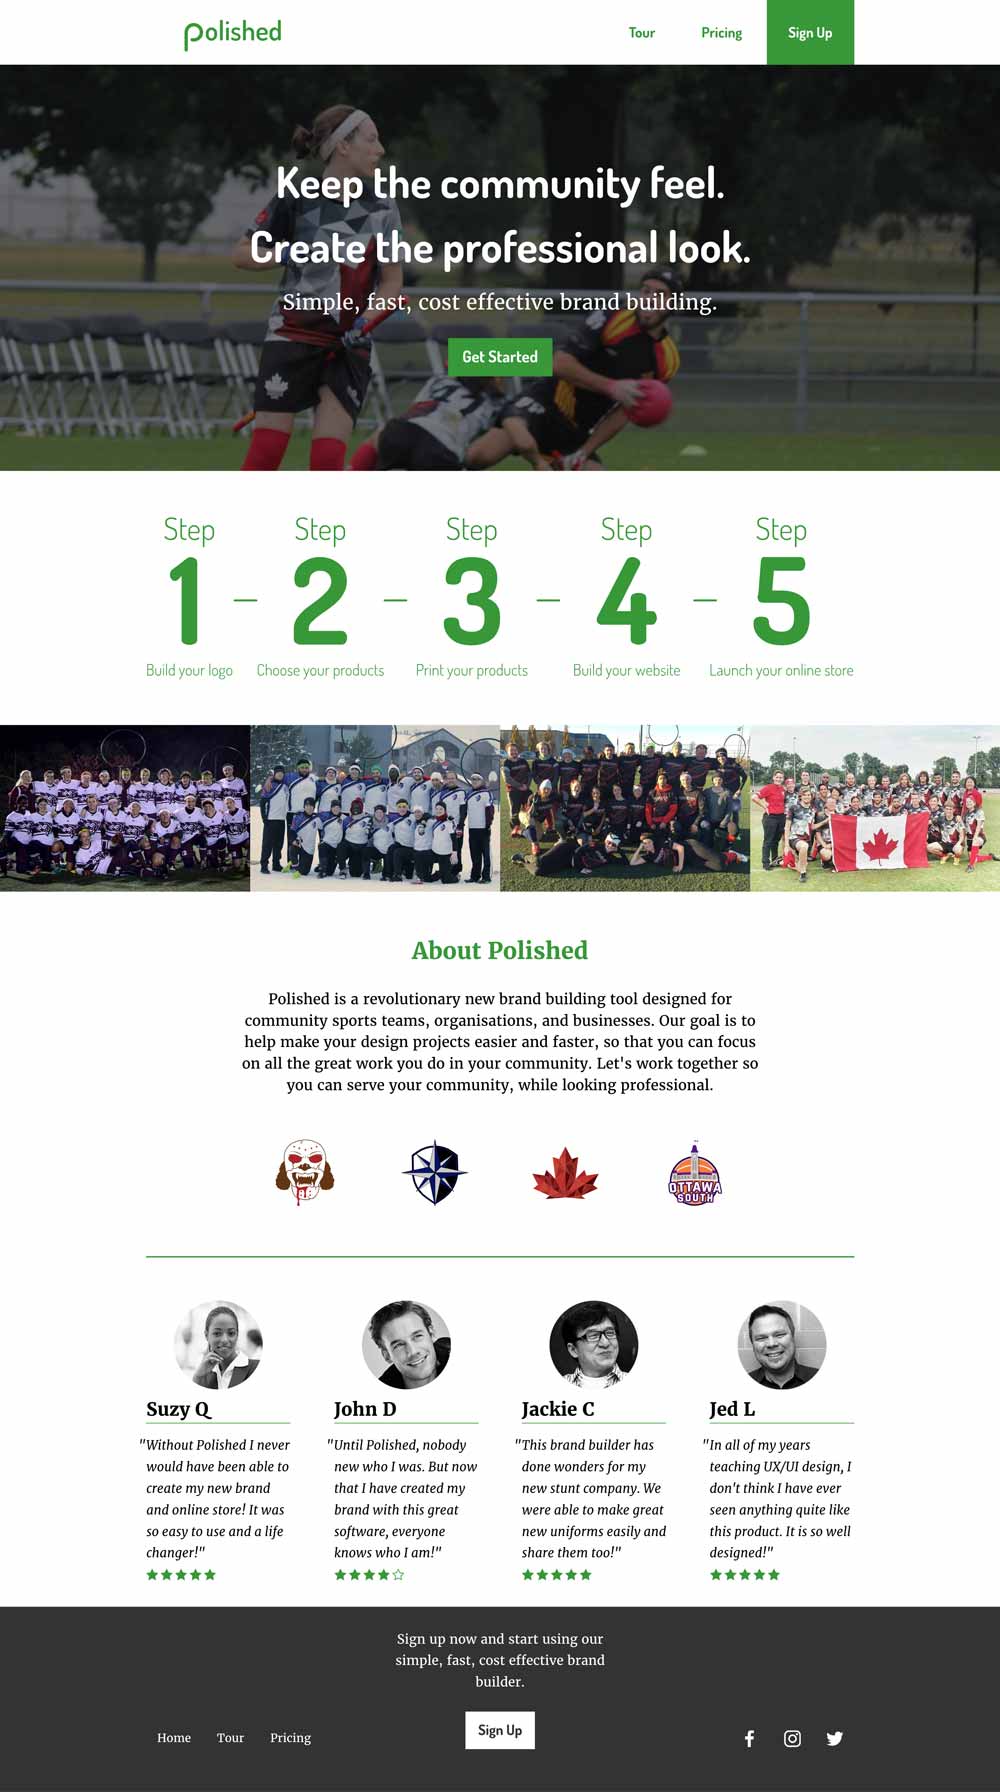 Polished
Tour Pricing Sign Up
Keep the community feel.
Create the professional look.
Simple, fast, cost effective brand building.
Get Started
Step Step Step Step Step
1 – 2 – 3 – 4 – 5
Build your logo Choose your products Print your products Build your website Launch your online store
About Polished
Polished is a revolutionary new brand building tool designed for
community sports teams, organisations, and businesses. Our goal is to
help make your design projects easier and faster, so that you can focus
on all the great work you do in your community. Let's work together so
you can serve your community, while looking professional.
OTTAWA
SOUTH
Suzy Q
"Without Polished I never
would have been able to
create my new brand
and online store! It was
so easy to use and a life
changer!"
John D
"Until Polished, nobody
new who I was. But now
that I have created my
brand with this great
software, everyone
knows who I am!"
Jackie C
"This brand builder has
done wonders for my
new stunt company. We
were able to make great
new uniforms easily and
share them too!"
Jed L
"In all of my years
teaching UX/UI design, I
don't think I have ever
seen anything quite like
this product. It is so well
designed!"
Sign up now and start using our
simple, fast, cost effective brand
builder.
Sign Up
Home Tour Pricing